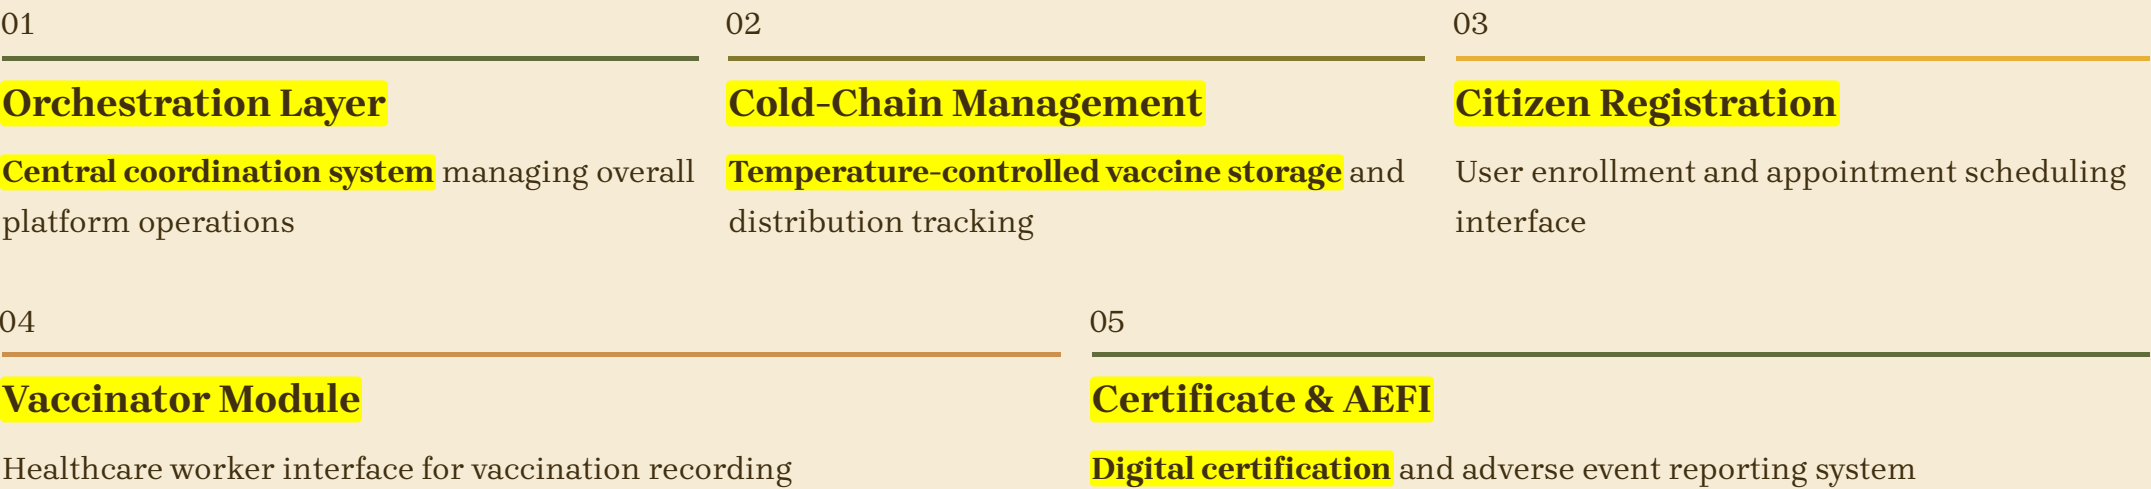 01
Orchestration Layer
Central coordination system managing overall
platform operations
02
Cold-Chain Management
Temperature-controlled vaccine storage and
distribution tracking
03
Citizen Registration
User enrollment and appointment scheduling
interface
04
Vaccinator Module
Healthcare worker interface for vaccination recording
05
Certificate & AEFI
Digital certification and adverse event reporting system